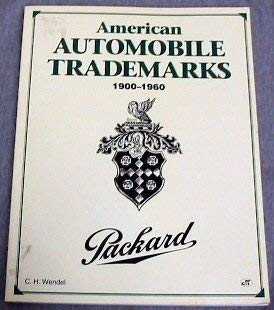 American
AUTOMOBILE
TRADEMARKS
1900-1960
Packard
C. H. Wendel